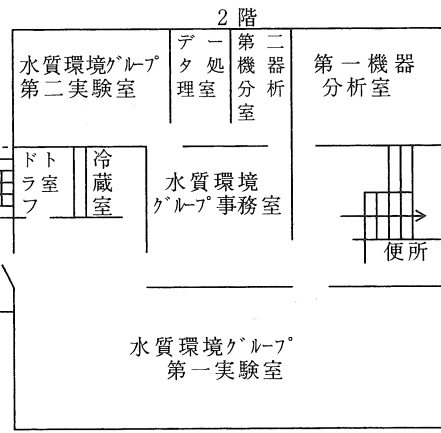 2階
水質環境ｸﾞﾙｰﾌﾟ
第二実験室
データ処理室
第二機器分析室
第一機器
分析室
ドラフト室
冷蔵室
水質環境
ｸﾞﾙｰﾌﾟ事務室
便所
水質環境ｸﾞﾙｰﾌﾟ
第一実験室